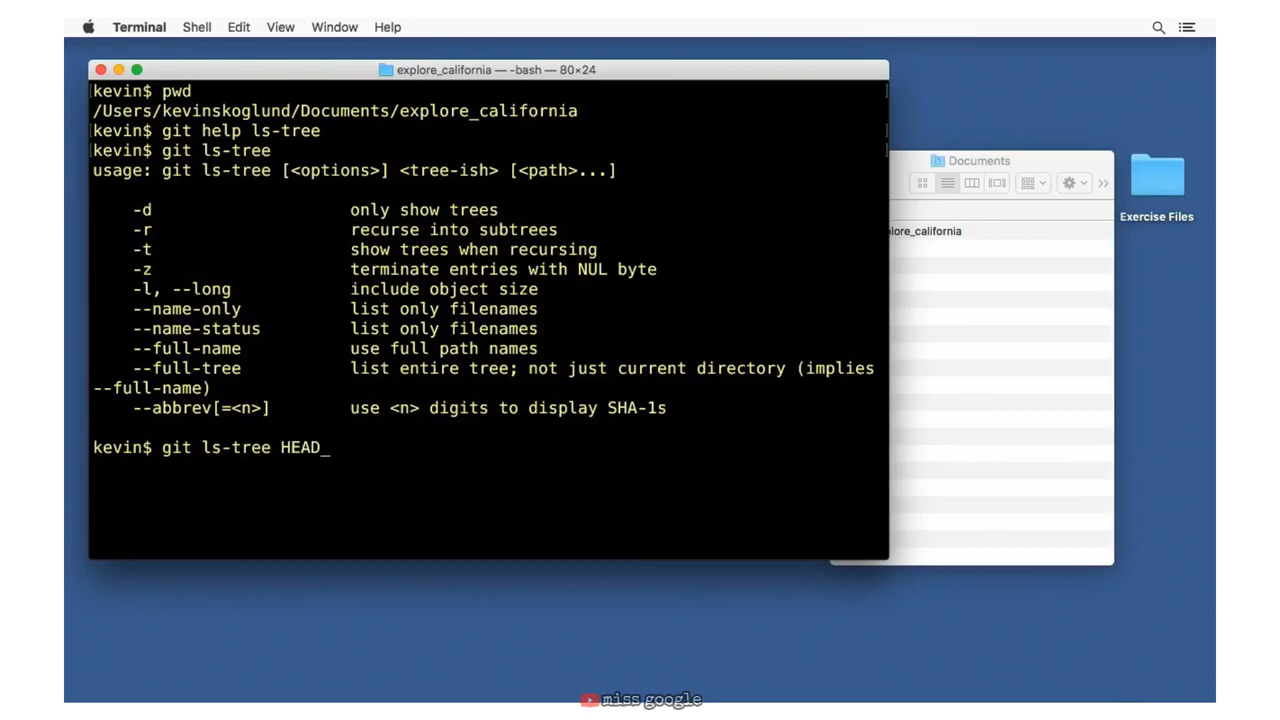 Terminal Shell Edit View Window Help
explore_california — -bash — 80×24
kevin$ pwd
/Users/kevinskoglund/Documents/explore_california
kevin$ git help ls-tree
kevin$ git ls-tree
usage: git ls-tree [<options>] <tree-ish> [<path>...]
-d only show trees
-r recurse into subtrees
-t show trees when recursing
-z terminate entries with NUL byte
-l, --long include object size
--name-only list only filenames
--name-status list only filenames
--full-name use full path names
--full-tree list entire tree; not just current directory (implies
--full-name)
--abbrev[=<n>] use <n> digits to display SHA-1s
kevin$ git ls-tree HEAD_
Documents
lore_california
Exercise Files
miss google